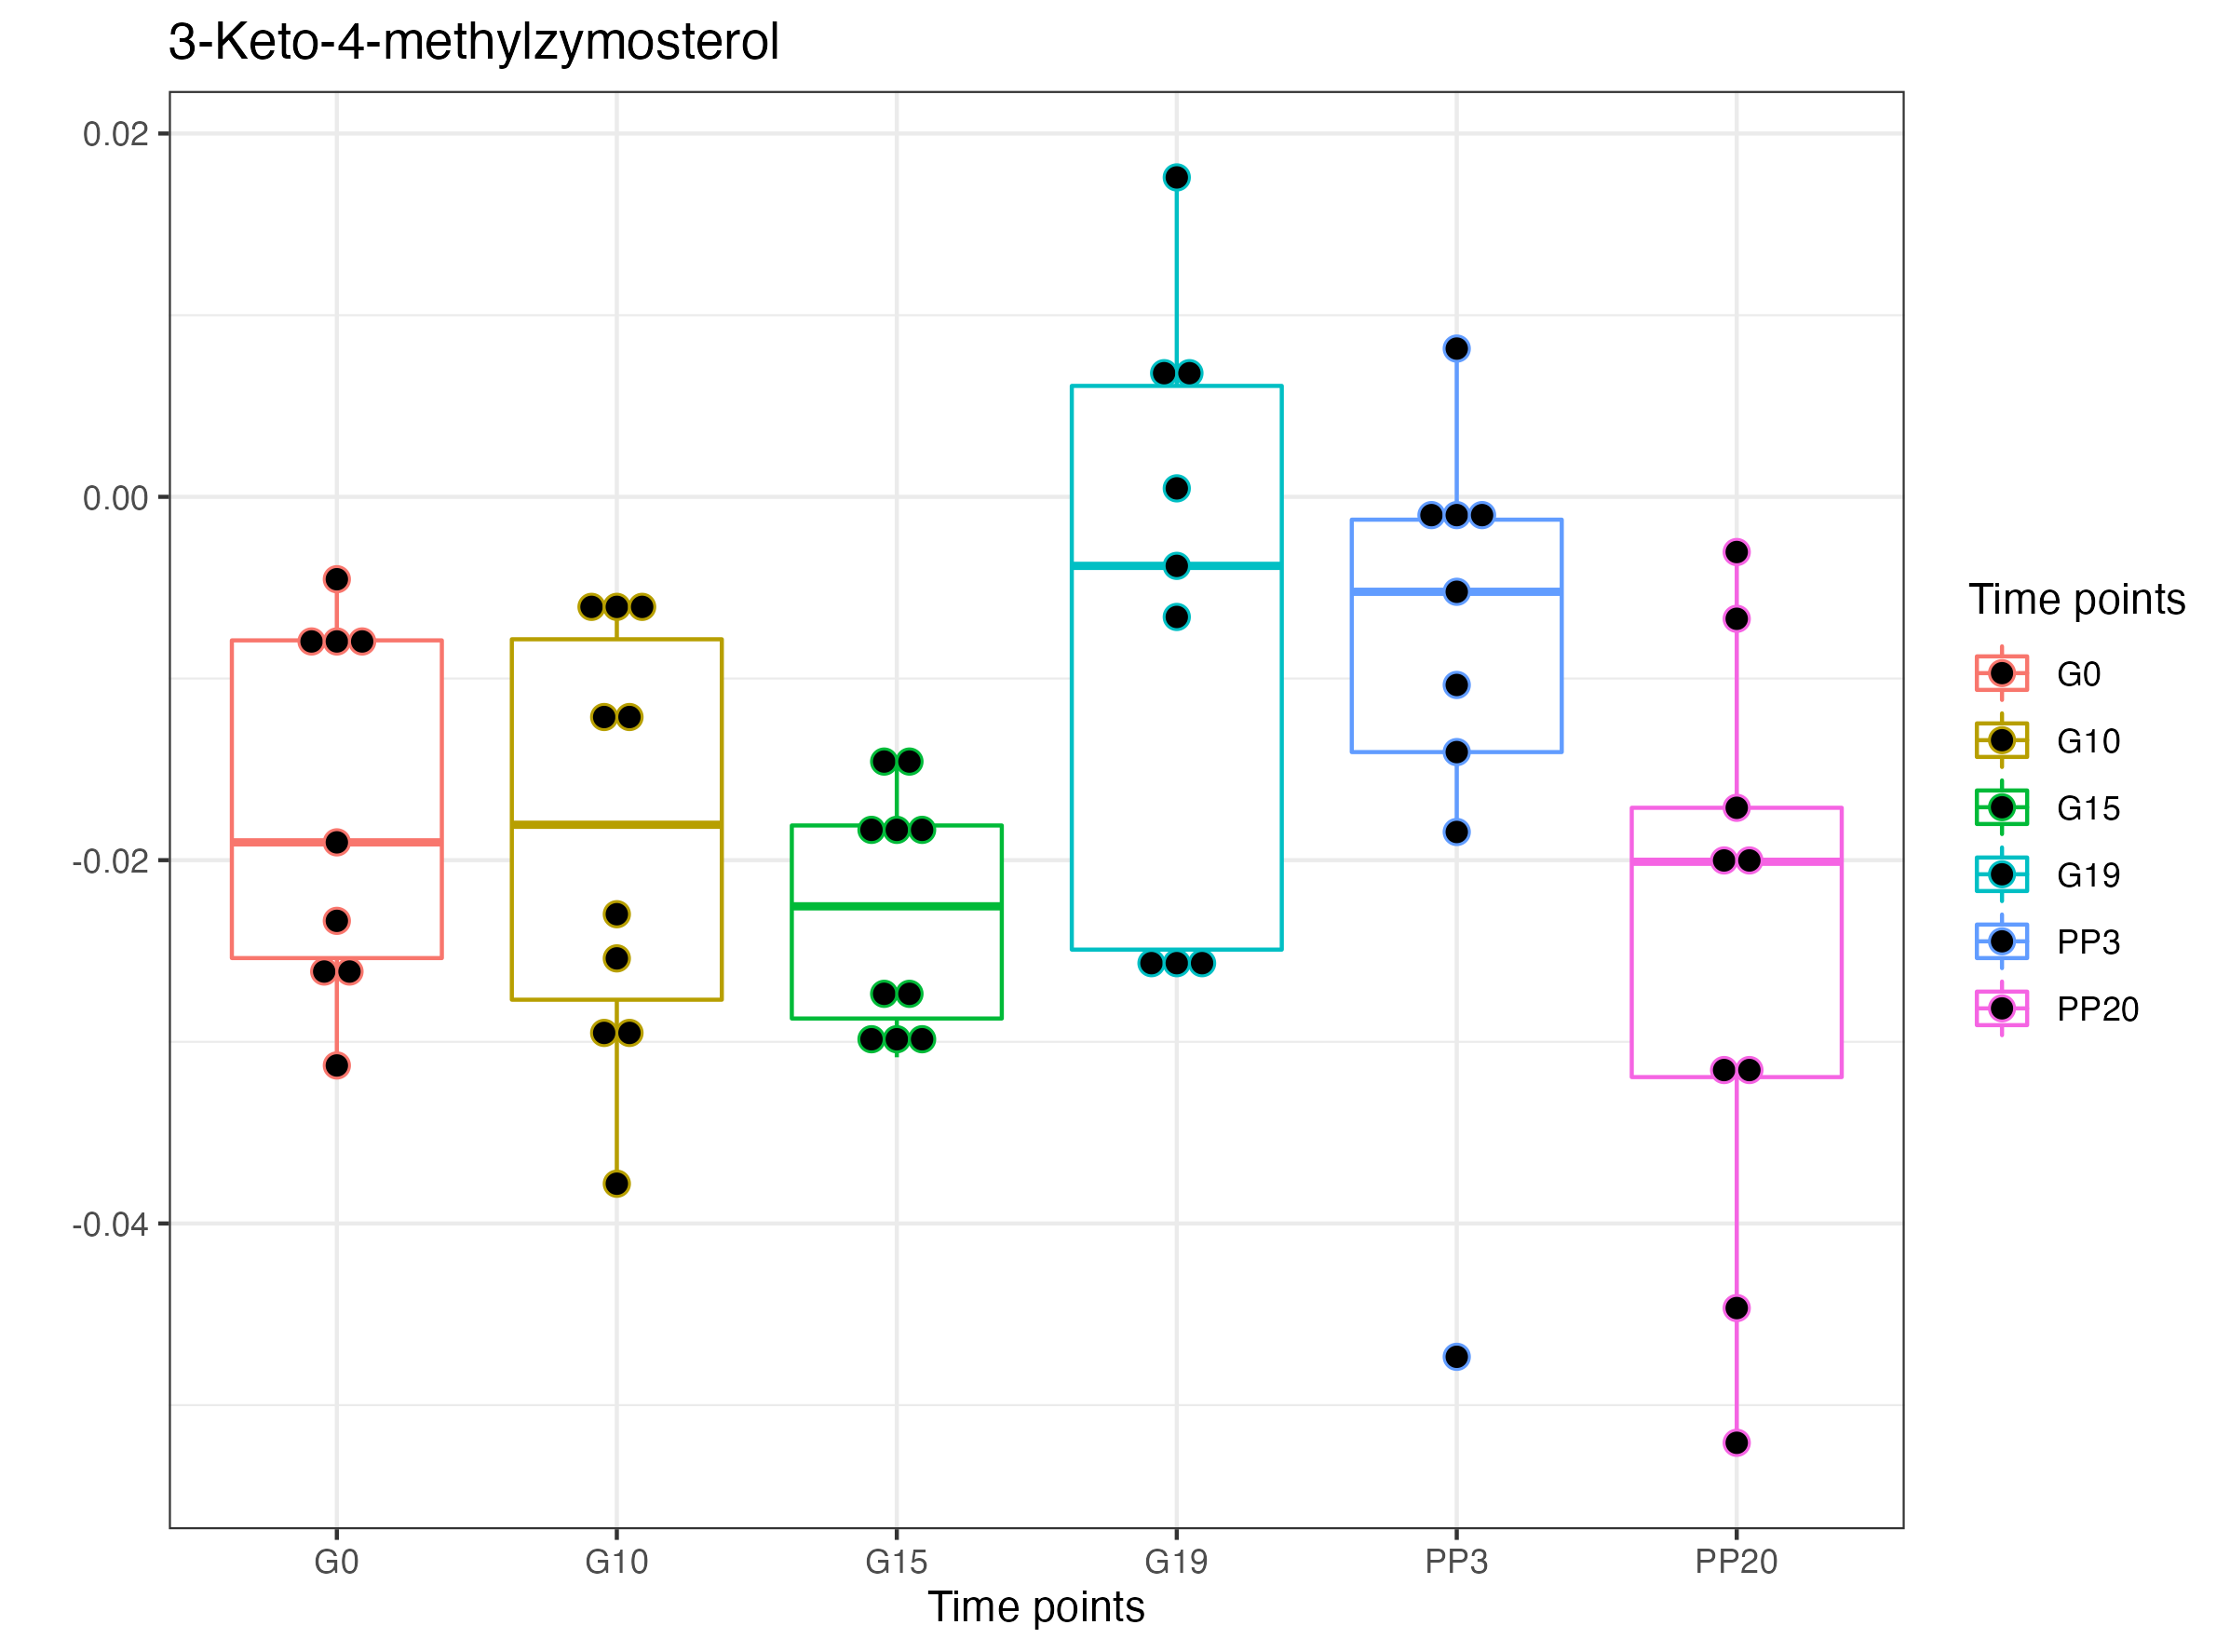 3-Keto-4-methylzymosterol
0.02
0.00
-0.02
-0.04
G0 G10 G15 G19 PP3 PP20
Time points
Time points
G0
G10
G15
G19
PP3
PP20